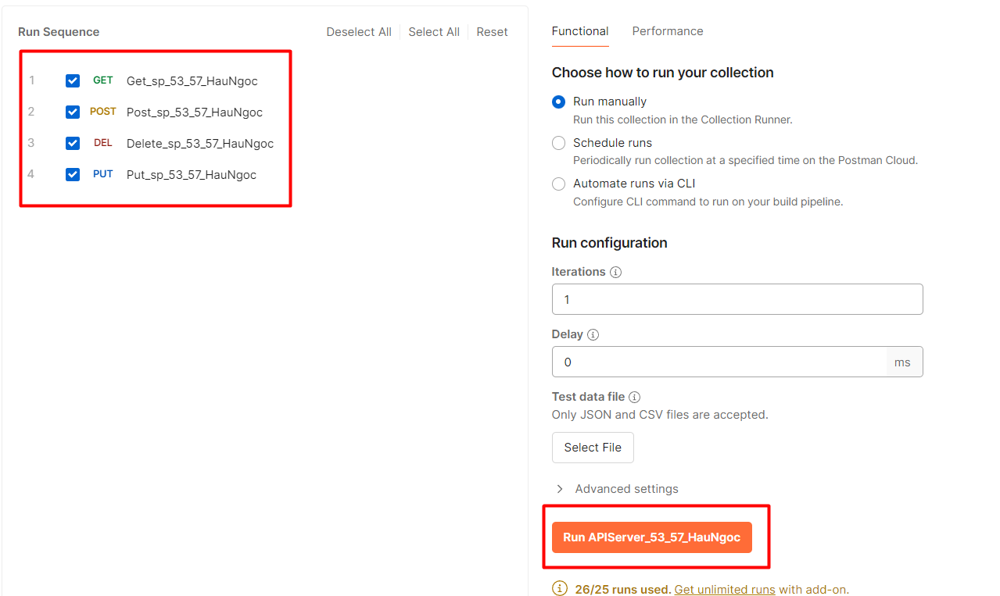 Run Sequence
Deselect All
Select All
Reset
1 GET Get_sp_53_57_HauNgoc
2 POST Post_sp_53_57_HauNgoc
3 DEL Delete_sp_53_57_HauNgoc
4 PUT Put_sp_53_57_HauNgoc
Functional
Performance
Choose how to run your collection
Run manually
Run this collection in the Collection Runner.
Schedule runs
Periodically run collection at a specified time on the Postman Cloud.
Automate runs via CLI
Configure CLI command to run on your build pipeline.
Run configuration
Iterations
1
Delay
0 ms
Test data file
Only JSON and CSV files are accepted.
Select File
Advanced settings
Run APIServer_53_57_HauNgoc
26/25 runs used. Get unlimited runs with add-on.